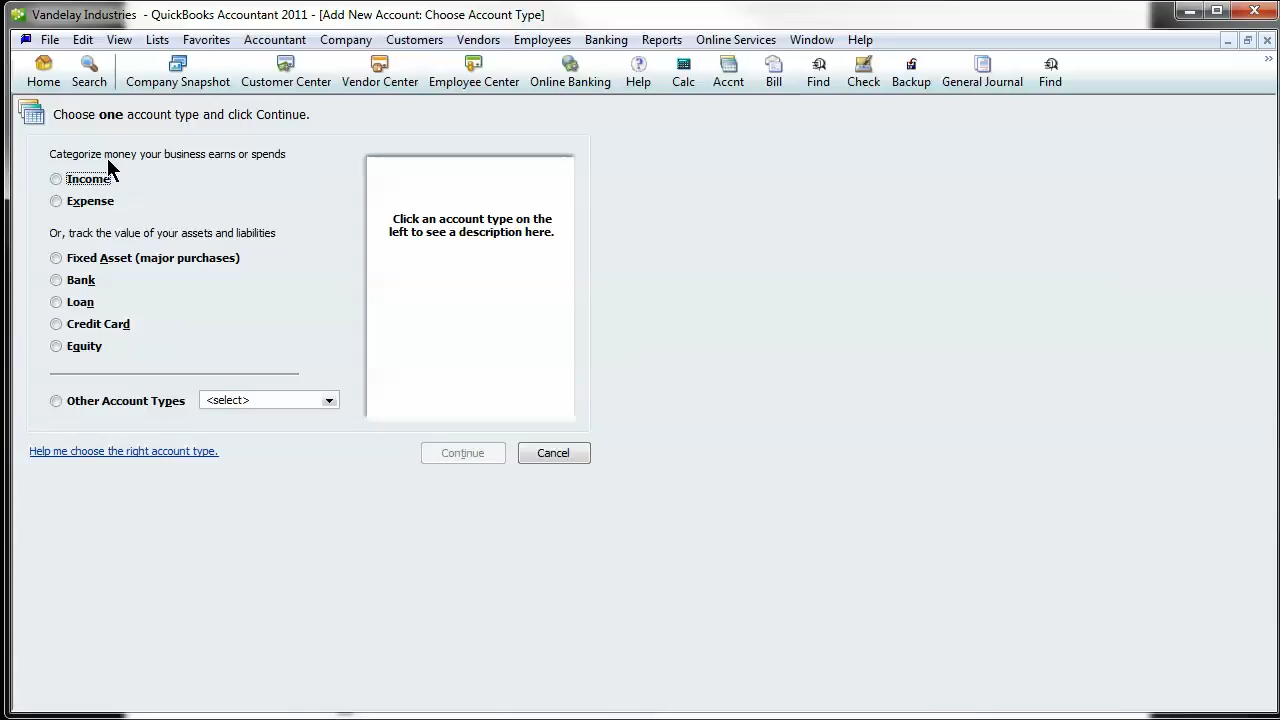 Vandelay Industries - QuickBooks Accountant 2011 - [Add New Account: Choose Account Type]
File Edit View Lists Favorites Accountant Company Customers Vendors Employees Banking Reports Online Services Window Help
Home Search Company Snapshot Customer Center Vendor Center Employee Center Online Banking Help Calc Accnt Bill Find Check Backup General Journal Find
Choose one account type and click Continue.
Categorize money your business earns or spends
Income
Expense
Or, track the value of your assets and liabilities
Fixed Asset (major purchases)
Bank
Loan
Credit Card
Equity
Other Account Types <select>
Click an account type on the
left to see a description here.
Help me choose the right account type.
Continue Cancel